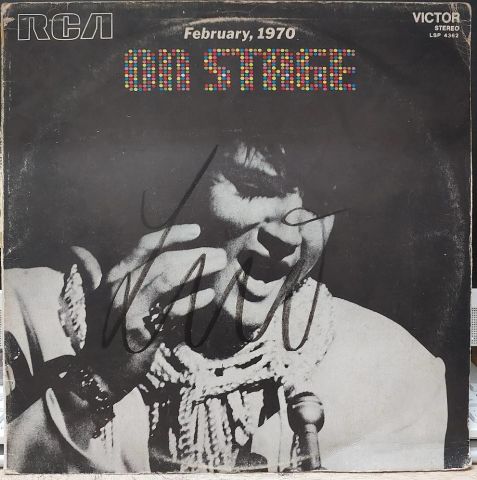 RCA
February, 1970
ON STAGE
VICTOR
STEREO
LSP 4362